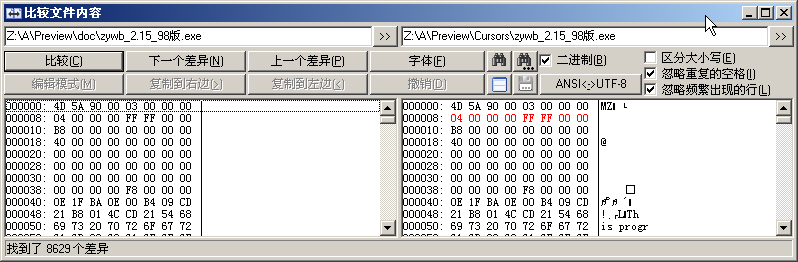 比较文件内容
Z:\A\Preview\doc\zywb_2.15_98版.exe >> Z:\A\Preview\Cursors\zywb_2.15_98版.exe >>
比较(C) 下一个差异(N) 上一个差异(P) 字体(F) 二进制(B) 区分大小写(E)
忽略重复的空格(I)
编辑模式(M) 复制到右边(>) 复制到左边(<) 撤销(D) ANSI<->UTF-8 忽略频繁出现的行(L)
000000: 4D 5A 90 00 03 00 00 00 000000: 4D 5A 90 00 03 00 00 00 MZ
000008: 04 00 00 00 FF FF 00 00 000008: 04 00 00 00 FF FF 00 00
000010: B8 00 00 00 00 00 00 00 000010: B8 00 00 00 00 00 00 00
000018: 40 00 00 00 00 00 00 00 000018: 40 00 00 00 00 00 00 00 @
000020: 00 00 00 00 00 00 00 00 000020: 00 00 00 00 00 00 00 00
000028: 00 00 00 00 00 00 00 00 000028: 00 00 00 00 00 00 00 00
000030: 00 00 00 00 00 00 00 00 000030: 00 00 00 00 00 00 00 00
000038: 00 00 00 00 F8 00 00 00 000038: 00 00 00 00 F8 00 00 00
000040: 0E 1F BA 0E 00 B4 09 CD 000040: 0E 1F BA 0E 00 B4 09 CD
000048: 21 B8 01 4C CD 21 54 68 000048: 21 B8 01 4C CD 21 54 68
000050: 69 73 20 70 72 6F 67 72 000050: 69 73 20 70 72 6F 67 72 is progr
找到了 8629 个差异